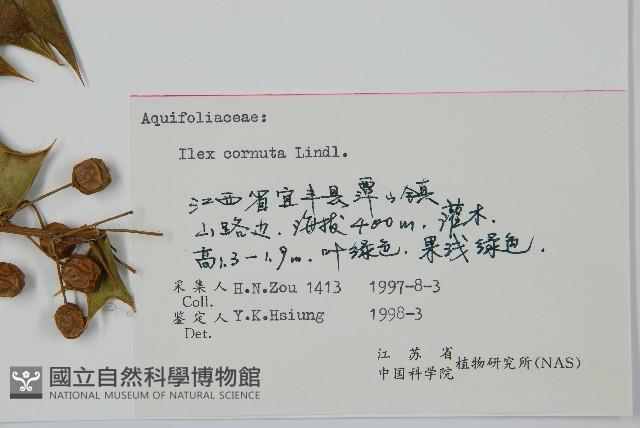 Aquifoliaceae:
Ilex cornuta Lindl.
江西省宜丰县潭山镇
山路边．海拔400m．灌木．
高1.3—1.9m．叶绿色．果浅绿色．
采集人 H.N.Zou 1413 1997-8-3
Coll.
鉴定人 Y.K.Hsiung 1998-3
Det.
江苏省
中国科学院 植物研究所(NAS)
國立自然科學博物館
NATIONAL MUSEUM OF NATURAL SCIENCE